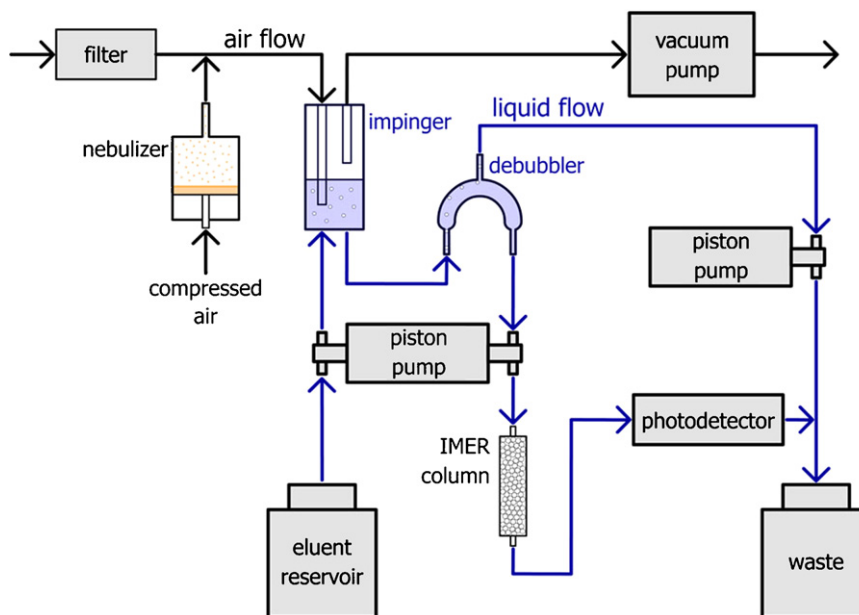 filter
air flow
vacuum
pump
nebulizer
impinger
liquid flow
debubbler
compressed
air
piston
pump
piston
pump
IMER
column
photodetector
eluent
reservoir
waste